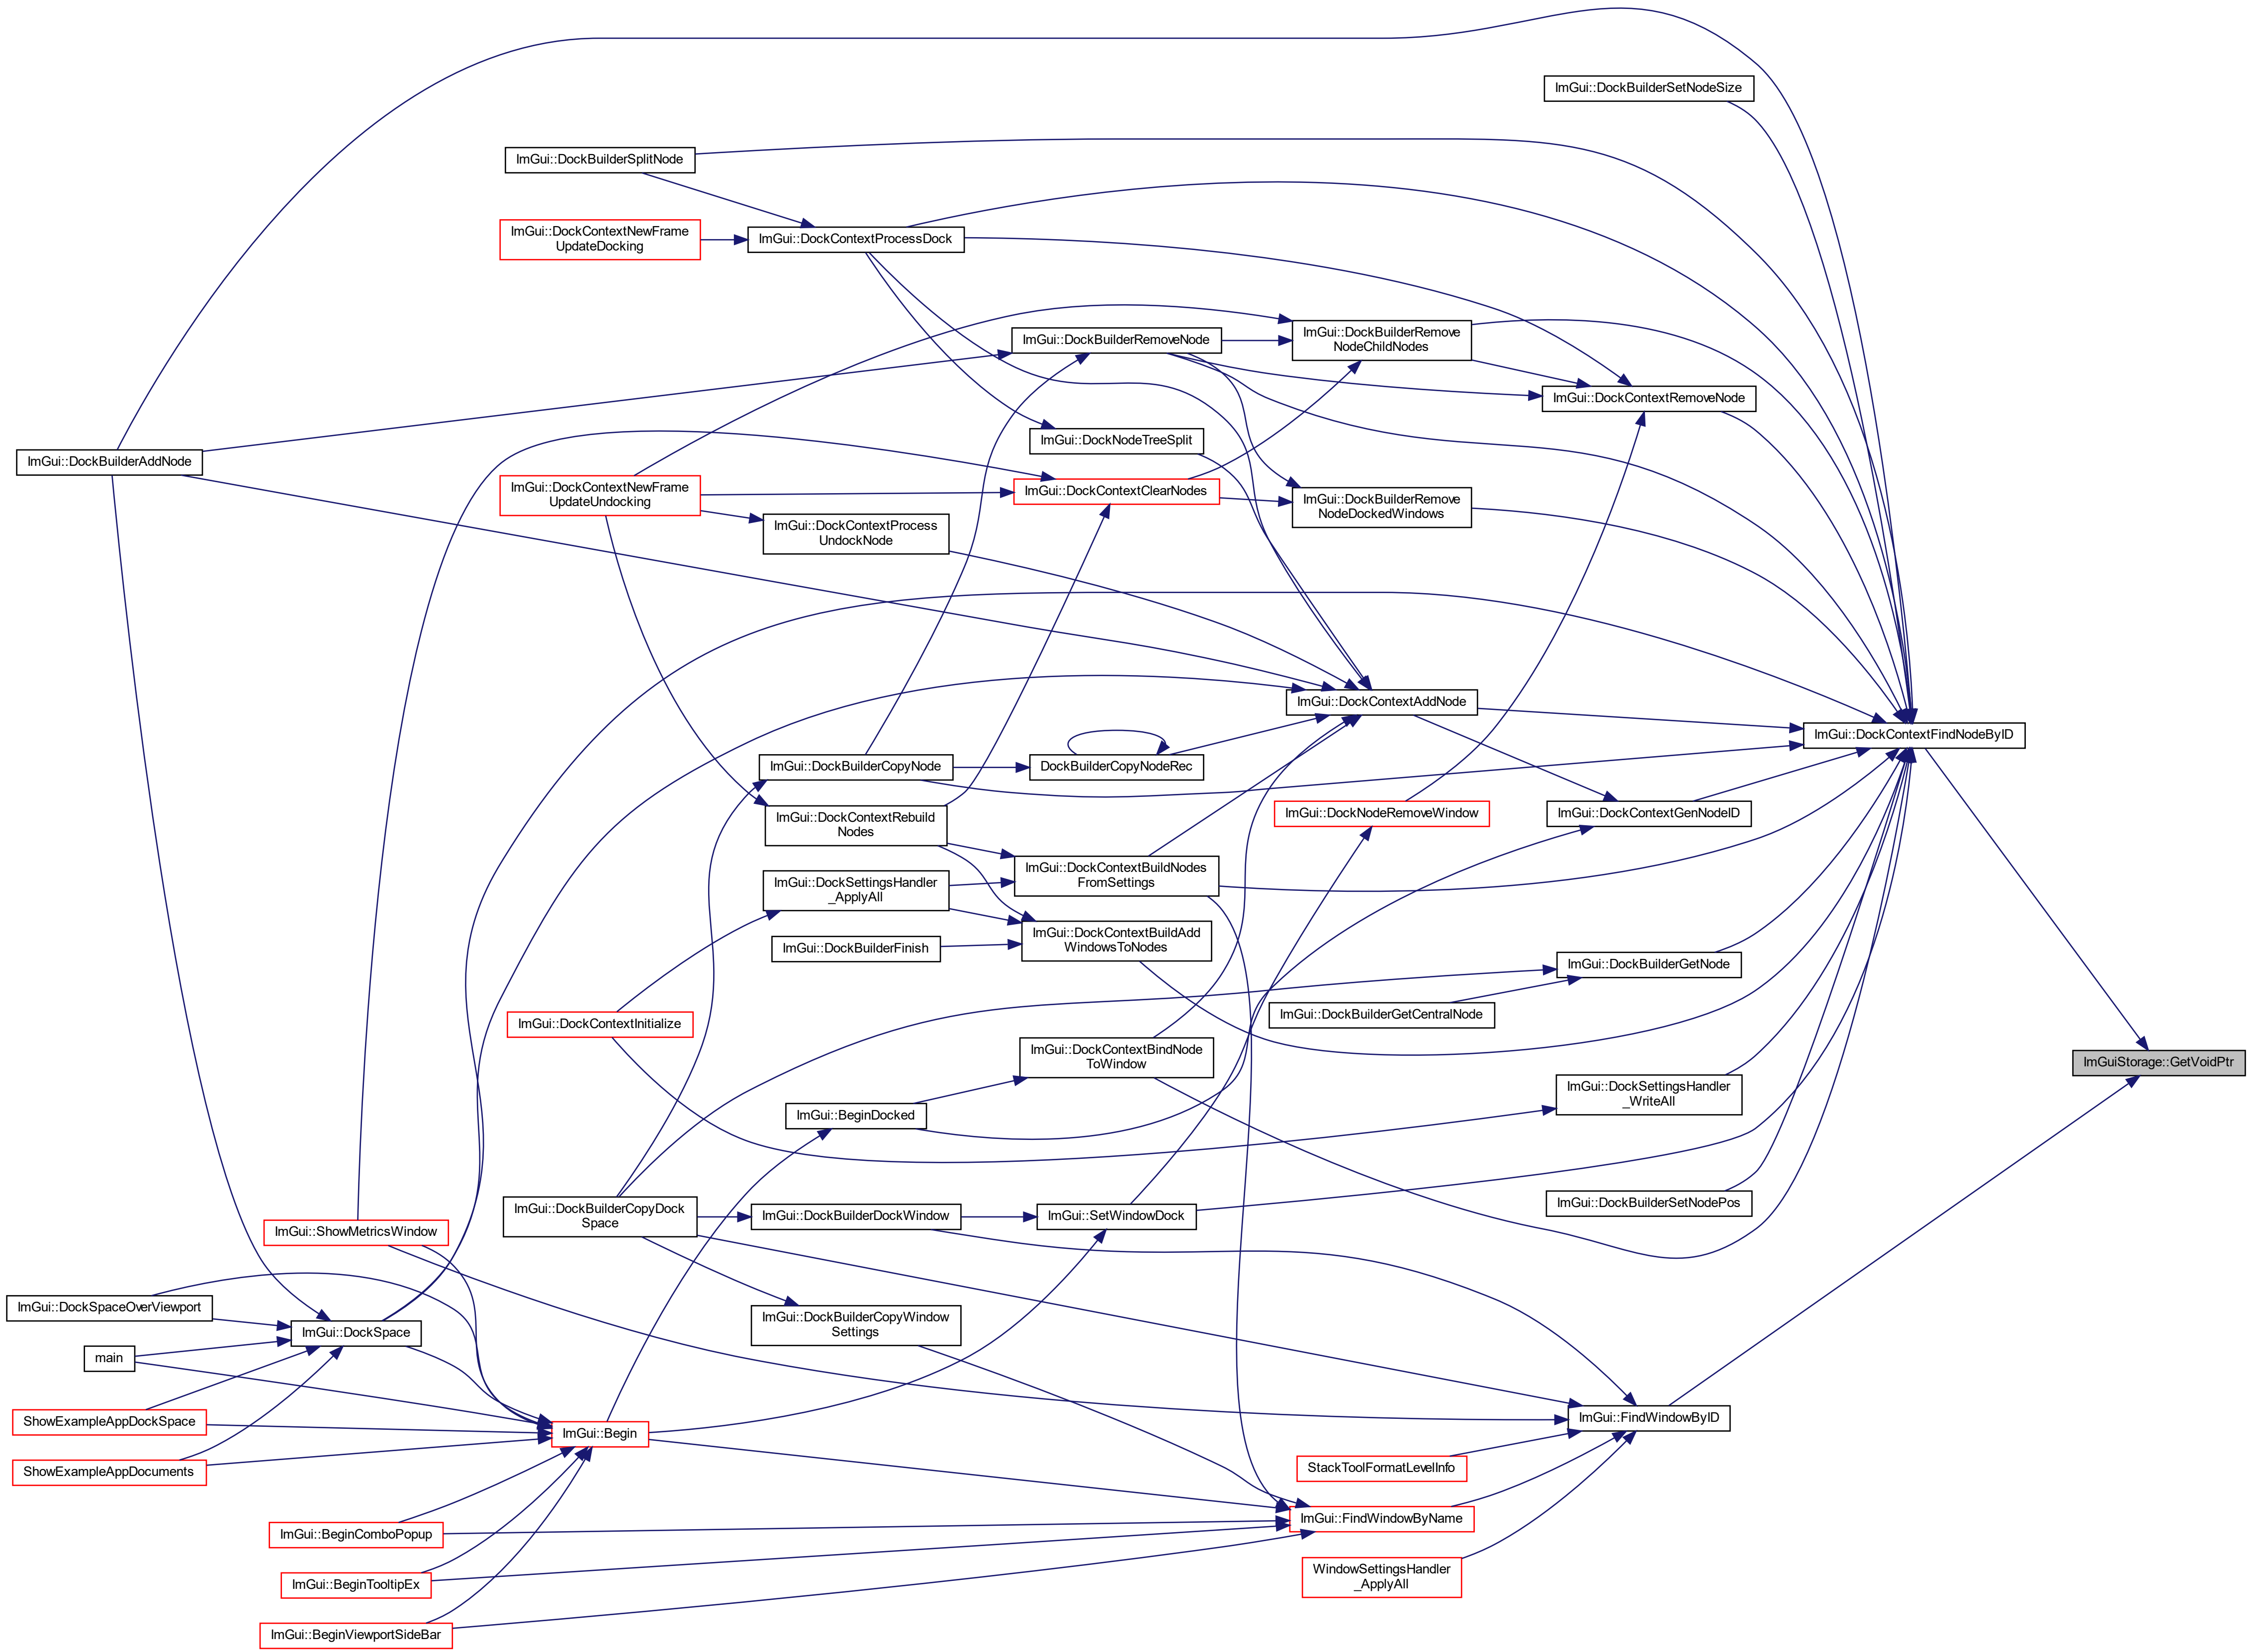 ImGui::DockBuilderSetNodeSize
ImGui::DockBuilderSplitNode
ImGui::DockContextNewFrame
UpdateDocking
ImGui::DockContextProcessDock
ImGui::DockBuilderRemoveNode
ImGui::DockBuilderRemove
NodeChildNodes
ImGui::DockContextRemoveNode
ImGui::DockNodeTreeSplit
ImGui::DockBuilderAddNode
ImGui::DockContextNewFrame
UpdateUndocking
ImGui::DockContextClearNodes
ImGui::DockBuilderRemove
NodeDockedWindows
ImGui::DockContextProcess
UndockNode
ImGui::DockContextAddNode
ImGui::DockContextFindNodeByID
ImGui::DockBuilderCopyNode
DockBuilderCopyNodeRec
ImGui::DockContextRebuild
Nodes
ImGui::DockNodeRemoveWindow
ImGui::DockContextGenNodeID
ImGui::DockSettingsHandler
_ApplyAll
ImGui::DockContextBuildNodes
FromSettings
ImGui::DockBuilderFinish
ImGui::DockContextBuildAdd
WindowsToNodes
ImGui::DockBuilderGetNode
ImGui::DockContextInitialize
ImGui::DockBuilderGetCentralNode
ImGui::DockContextBindNode
ToWindow
ImGuiStorage::GetVoidPtr
ImGui::BeginDocked
ImGui::DockSettingsHandler
_WriteAll
ImGui::DockBuilderCopyDock
Space
ImGui::DockBuilderDockWindow
ImGui::SetWindowDock
ImGui::DockBuilderSetNodePos
ImGui::ShowMetricsWindow
ImGui::DockSpaceOverViewport
ImGui::DockSpace
ImGui::DockBuilderCopyWindow
Settings
main
ShowExampleAppDockSpace
ImGui::Begin
ImGui::FindWindowByID
ShowExampleAppDocuments
StackToolFormatLevelInfo
ImGui::BeginComboPopup
ImGui::FindWindowByName
ImGui::BeginTooltipEx
WindowSettingsHandler
_ApplyAll
ImGui::BeginViewportSideBar